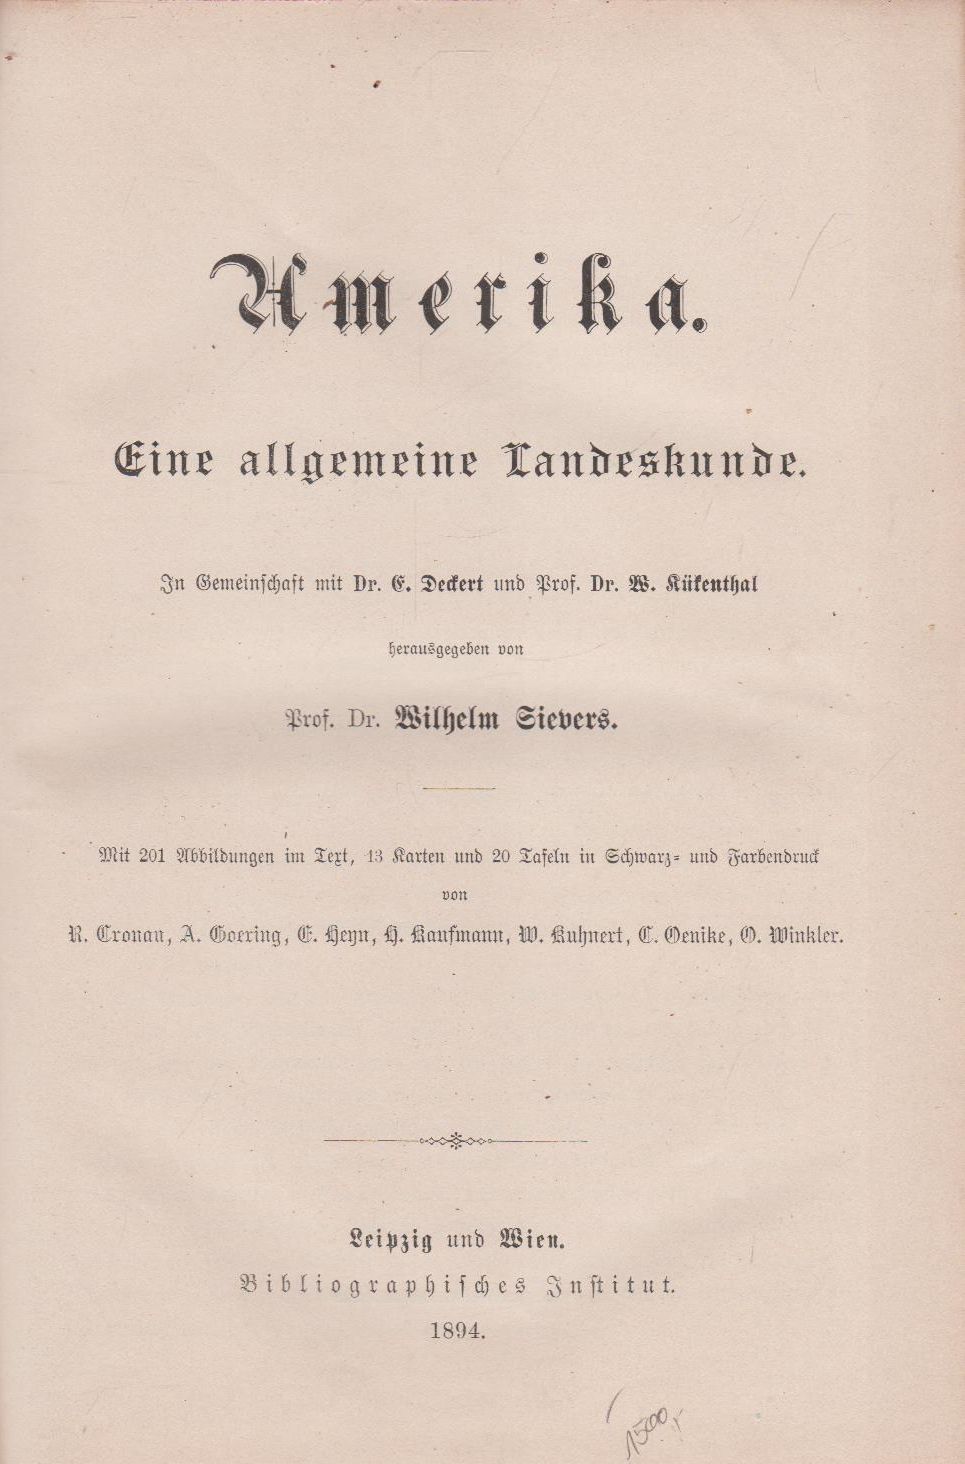 Amerika.
Eine allgemeine Landeskunde.
In Gemeinschaft mit Dr. E. Deckert und Prof. Dr. W. Kükenthal
herausgegeben von
Prof. Dr. Wilhelm Sievers.
Mit 201 Abbildungen im Text, 13 Karten und 20 Tafeln in Schwarz- und Farbendruck
von
R. Cronau, A. Goering, E. Heyn, H. Kaufmann, W. Kuhnert, C. Oenike, O. Winkler.
Leipzig und Wien.
Bibliographisches Institut.
1894.
1500,-